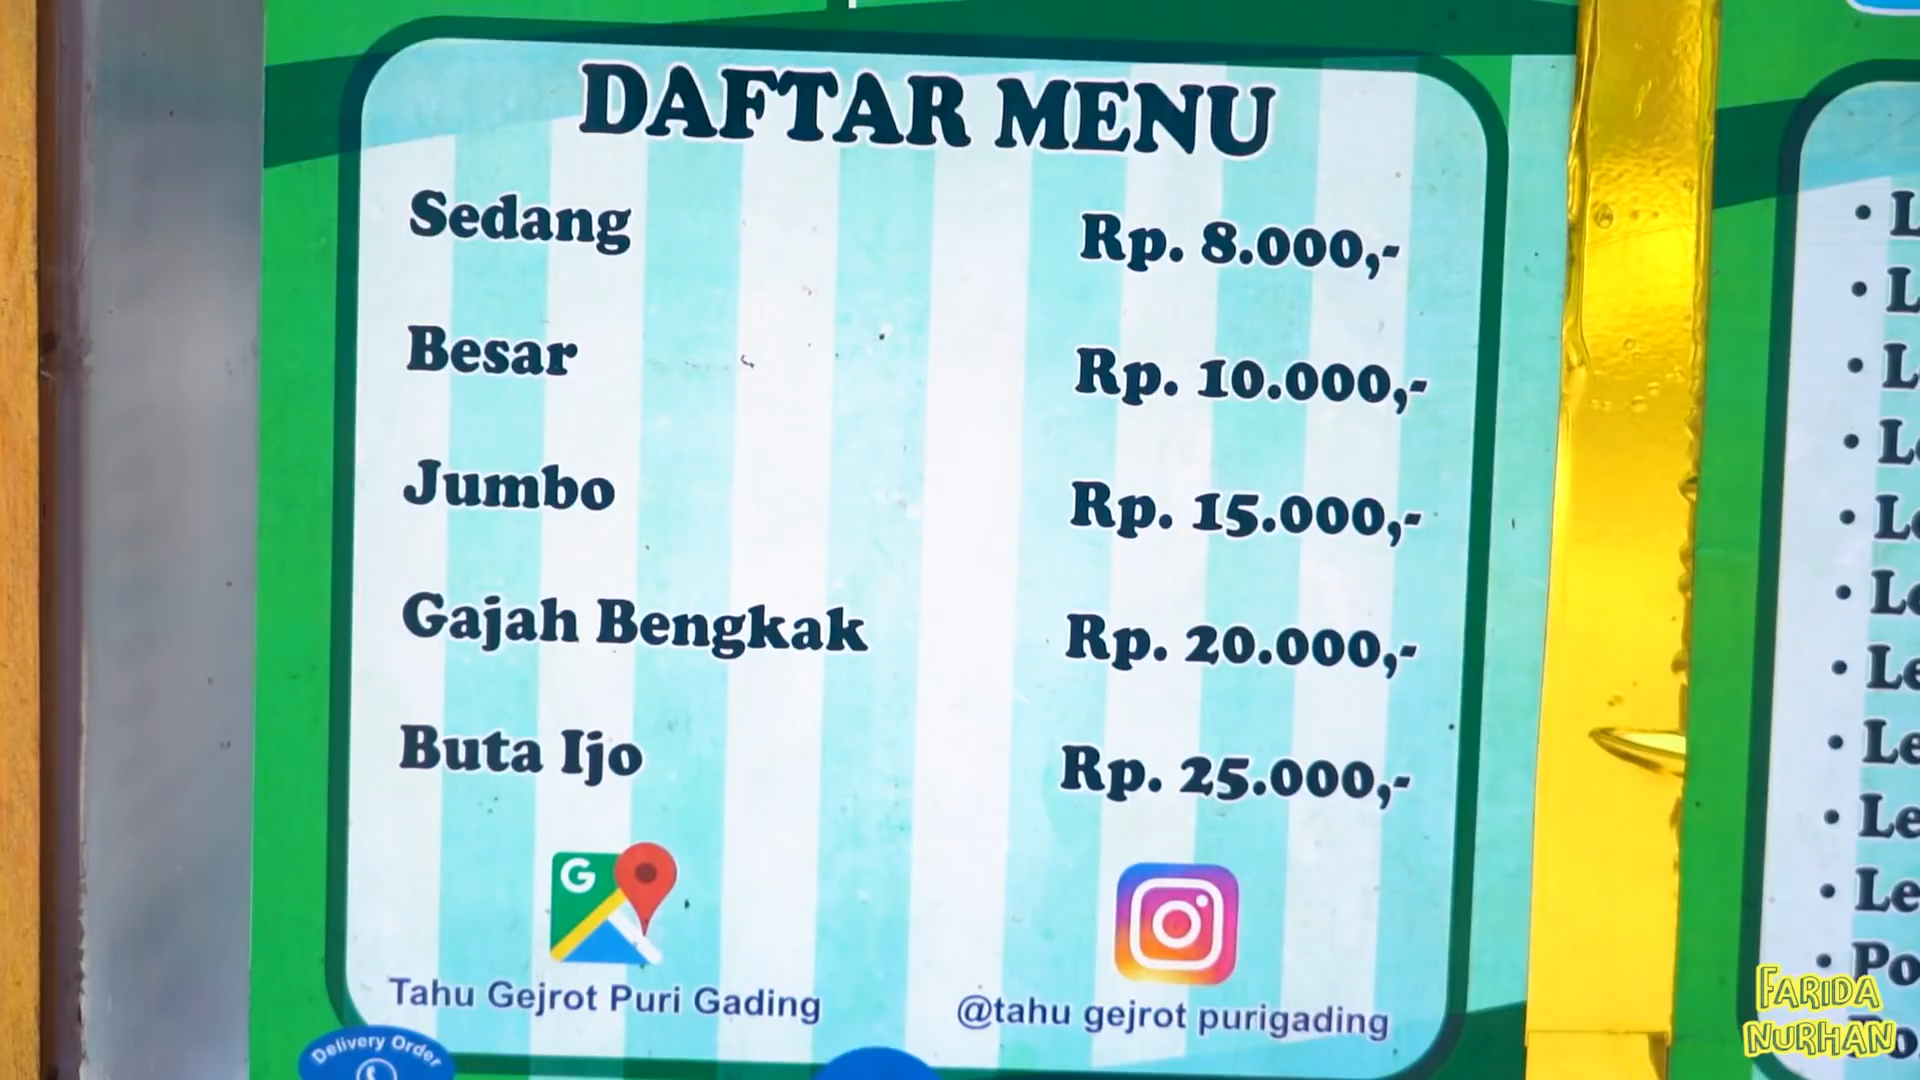 DAFTAR MENU
Sedang Rp. 8.000,-
Besar Rp. 10.000,-
Jumbo Rp. 15.000,-
Gajah Bengkak Rp. 20.000,-
Buta Ijo Rp. 25.000,-
G
Tahu Gejrot Puri Gading
@tahu gejrot purigading
Delivery Order
FARIDA
NURHAN